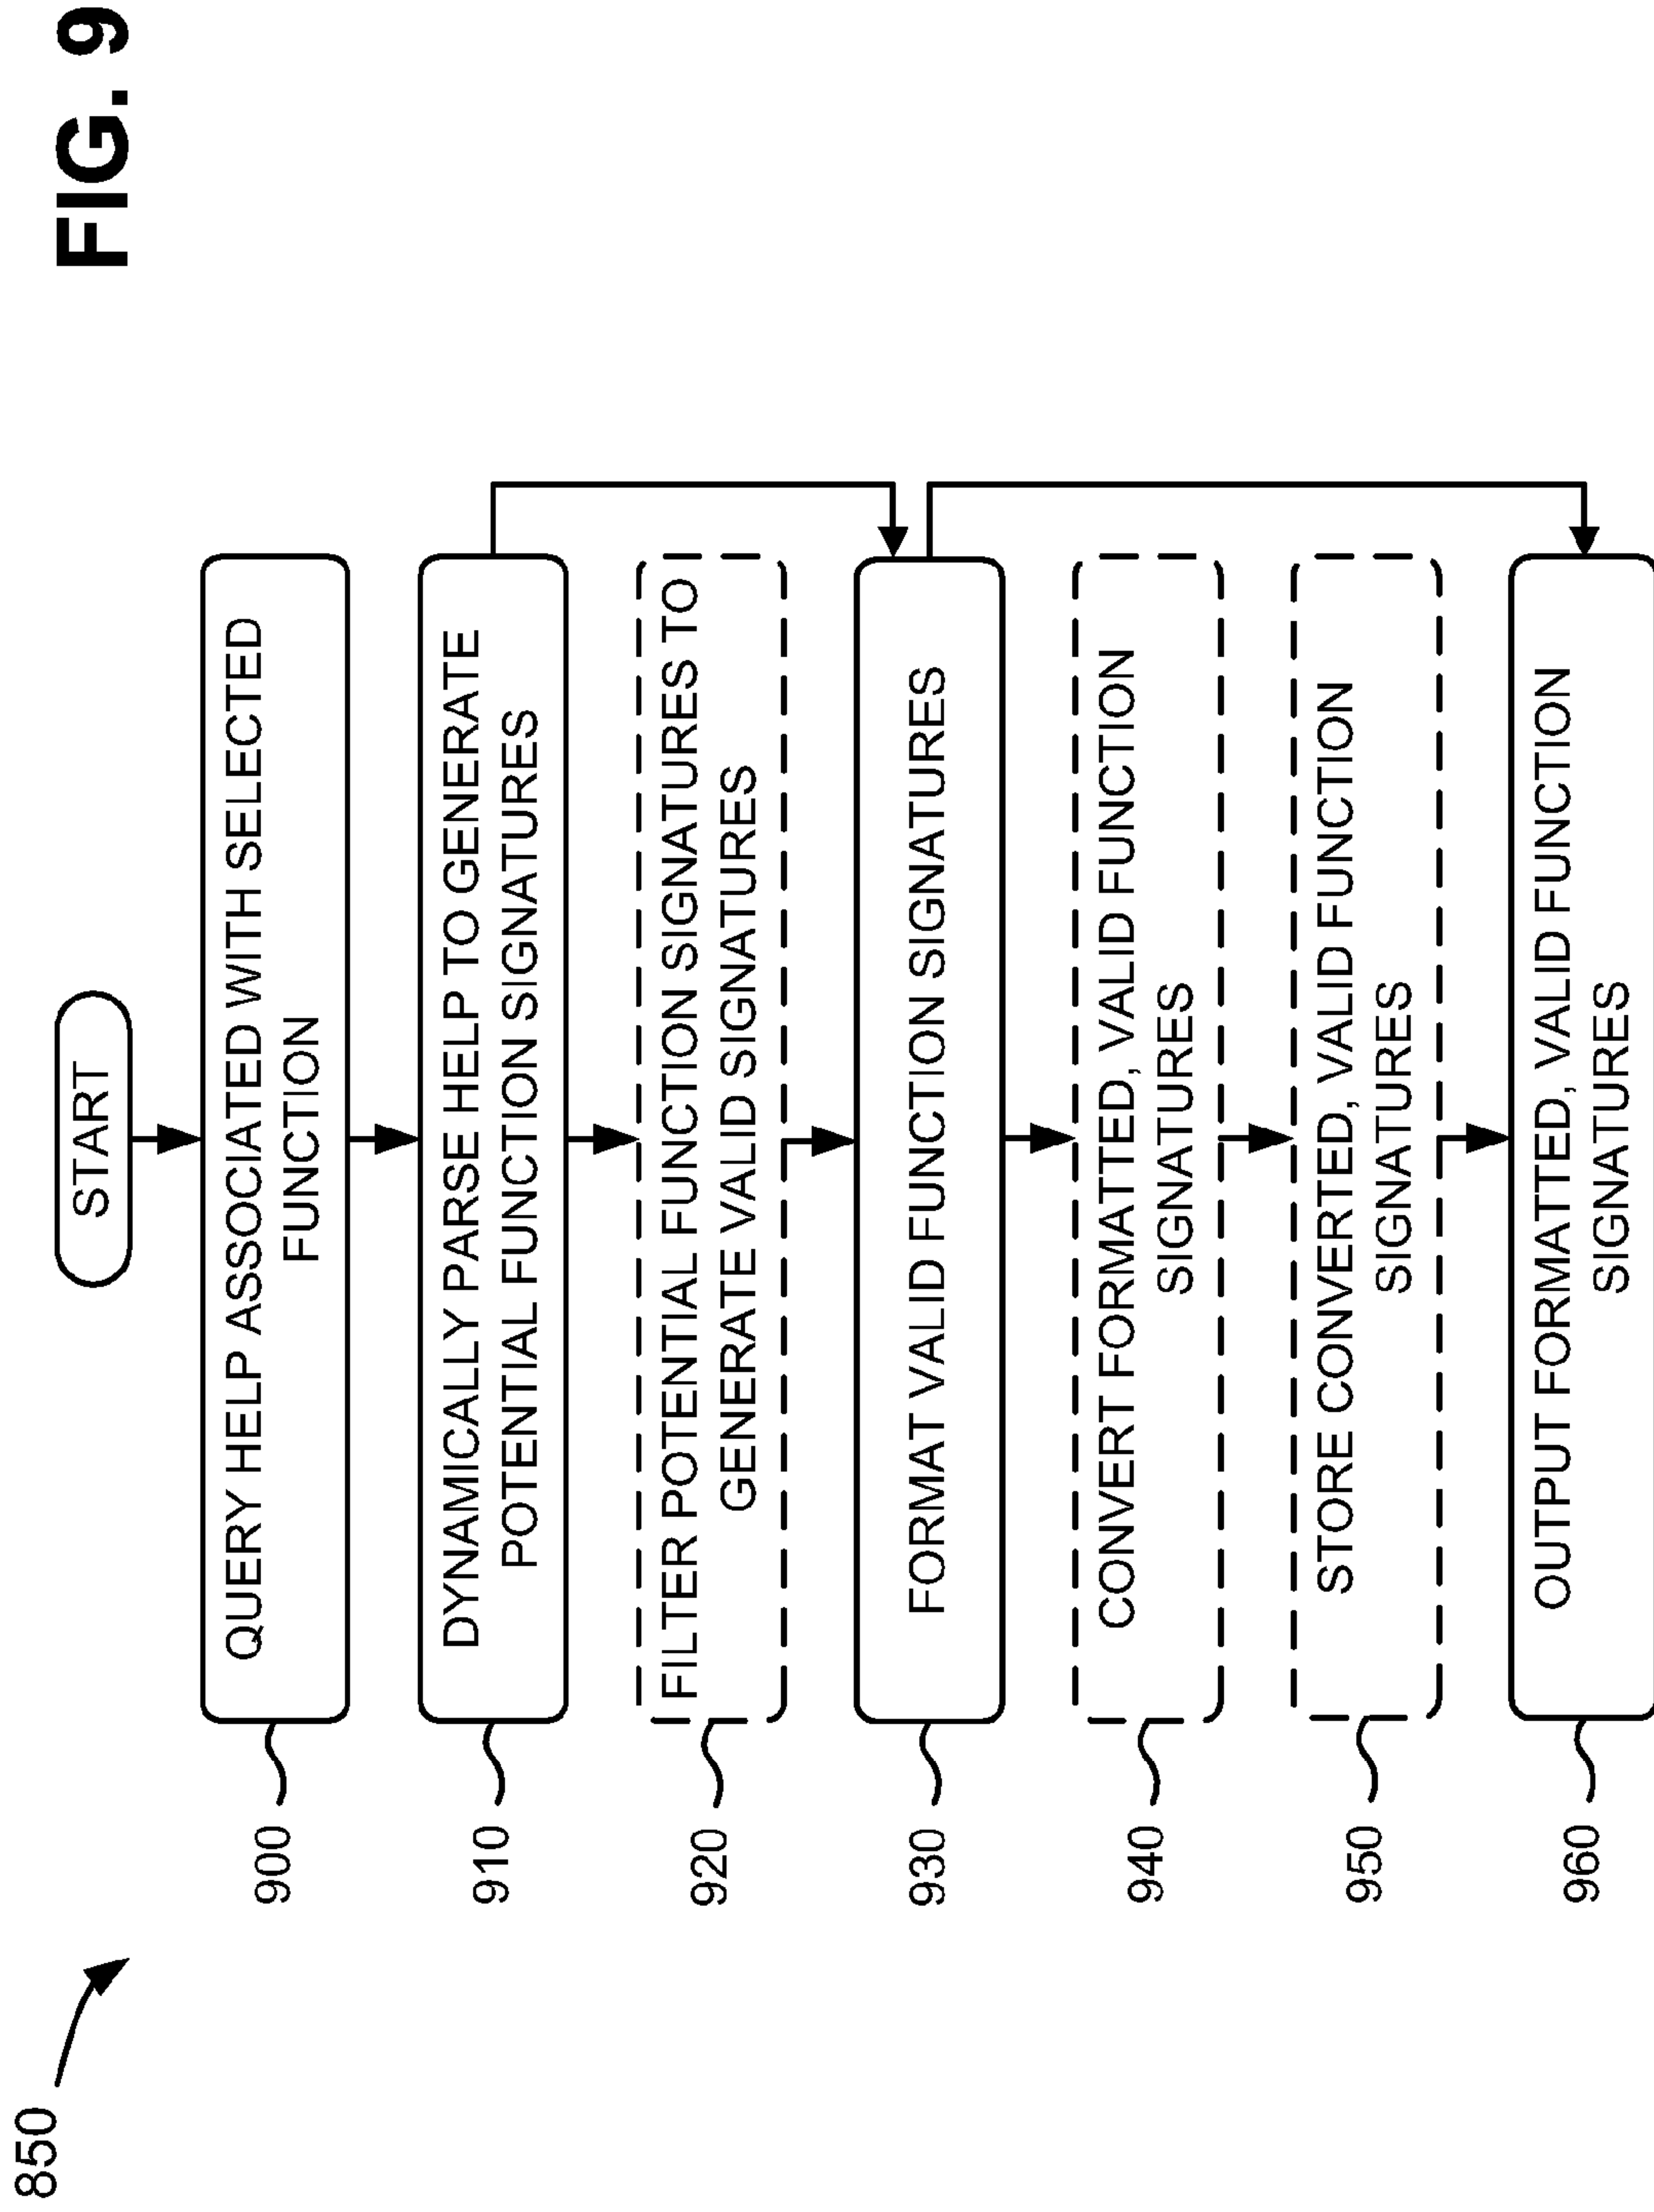 FIG. 9
850
START
900
QUERY HELP ASSOCIATED WITH SELECTED
FUNCTION
910
DYNAMICALLY PARSE HELP TO GENERATE
POTENTIAL FUNCTION SIGNATURES
920
FILTER POTENTIAL FUNCTION SIGNATURES TO
GENERATE VALID SIGNATURES
930
FORMAT VALID FUNCTION SIGNATURES
940
CONVERT FORMATTED, VALID FUNCTION
SIGNATURES
950
STORE CONVERTED, VALID FUNCTION
SIGNATURES
960
OUTPUT FORMATTED, VALID FUNCTION
SIGNATURES